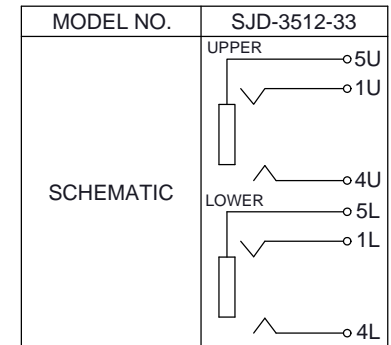 MODEL NO. SJD-3512-33
SCHEMATIC
UPPER
5U
1U
4U
LOWER
5L
1L
4L